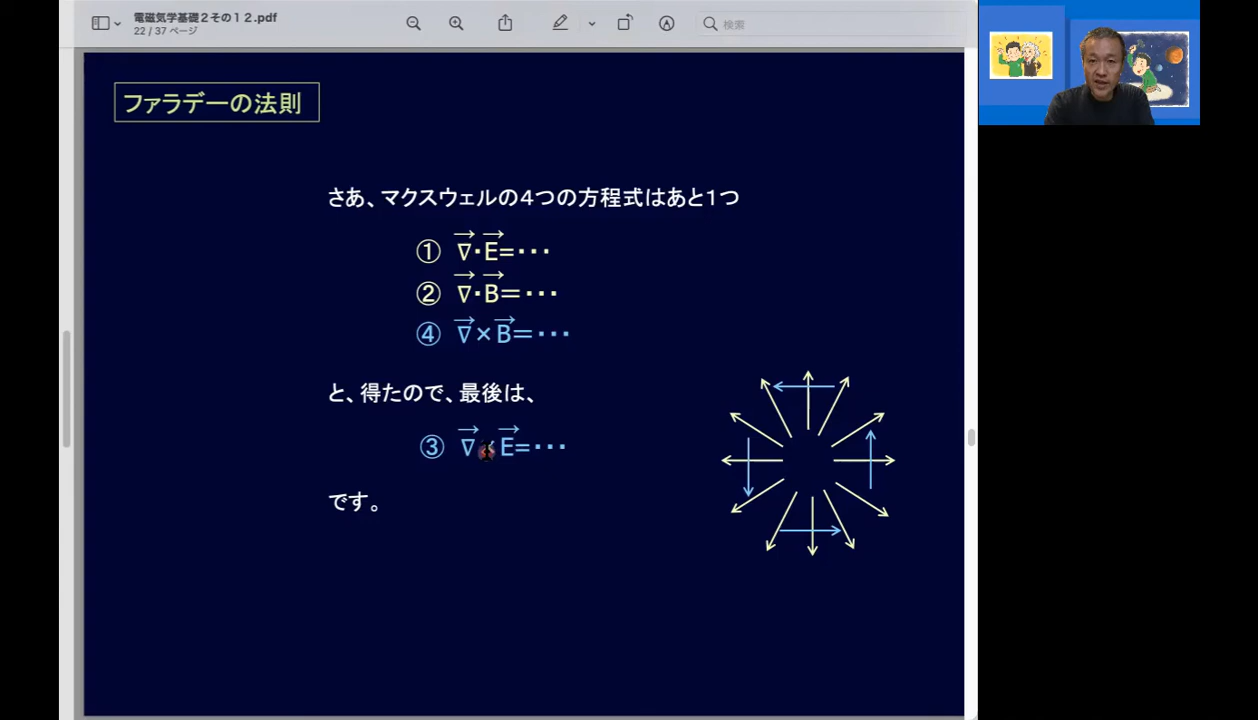 電磁気学基礎２その１２.pdf
22 / 37 ページ
検索
ファラデーの法則
さあ、マクスウェルの４つの方程式はあと１つ
① ∇⃗・E⃗=・・・
② ∇⃗・B⃗=・・・
④ ∇⃗×B⃗=・・・
と、得たので、最後は、
③ ∇⃗ E⃗=・・・
です。